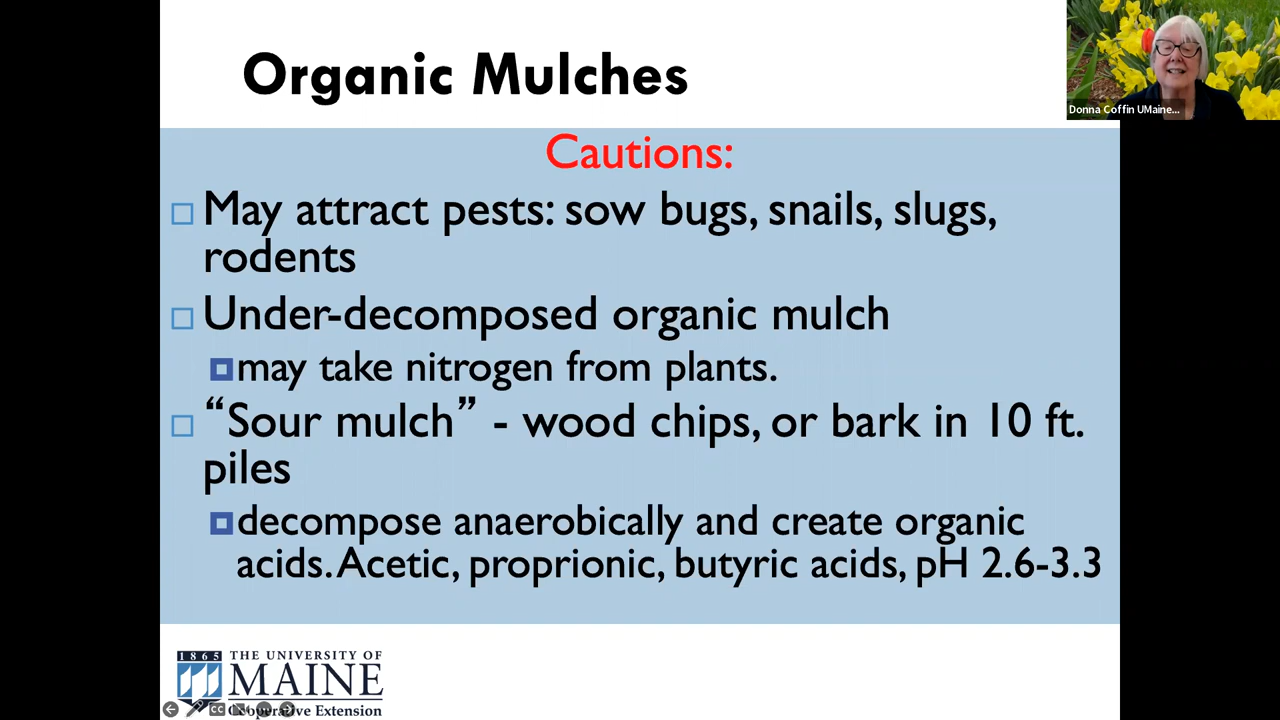 Organic Mulches
Donna Coffin UMaine...
Cautions:
May attract pests: sow bugs, snails, slugs,
rodents
Under-decomposed organic mulch
may take nitrogen from plants.
“Sour mulch” - wood chips, or bark in 10 ft.
piles
decompose anaerobically and create organic
acids. Acetic, proprionic, butyric acids, pH 2.6-3.3
1865
THE UNIVERSITY OF
MAINE
Cooperative Extension
CC